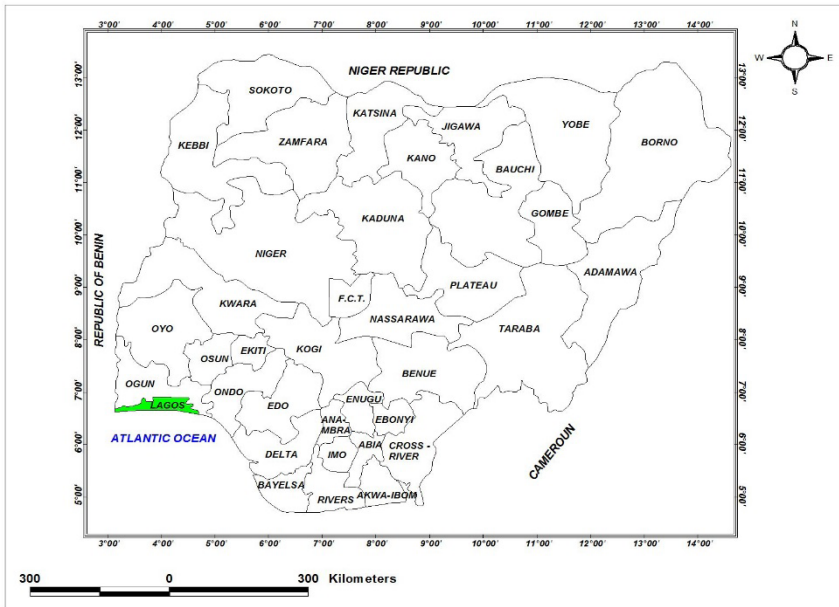 3°00' 4°00' 5°00' 6°00' 7°00' 8°00' 9°00' 10°00' 11°00' 12°00' 13°00' 14°00'
N
W E
S
NIGER REPUBLIC
13°00' 13°00'
SOKOTO
KATSINA
JIGAWA
YOBE
12°00' 12°00'
KEBBI
ZAMFARA
KANO
BORNO
BAUCHI
11°00' 11°00'
KADUNA
GOMBE
10°00' 10°00'
NIGER
ADAMAWA
REPUBLIC OF BENIN
9°00' 9°00'
KWARA
F.C.T.
PLATEAU
NASSARAWA
TARABA
OYO
8°00' 8°00'
OSUN
EKITI
KOGI
BENUE
OGUN
7°00' 7°00'
ONDO
EDO
ENUGU
LAGOS
ANA-
MBRA
EBONYI
ATLANTIC OCEAN
6°00' 6°00'
DELTA
IMO
ABIA
CROSS -
RIVER
CAMEROUN
BAYELSA
5°00' 5°00'
RIVERS
AKWA-IBOM
3°00' 4°00' 5°00' 6°00' 7°00' 8°00' 9°00' 10°00' 11°00' 12°00' 13°00' 14°00'
300 0 300 Kilometers